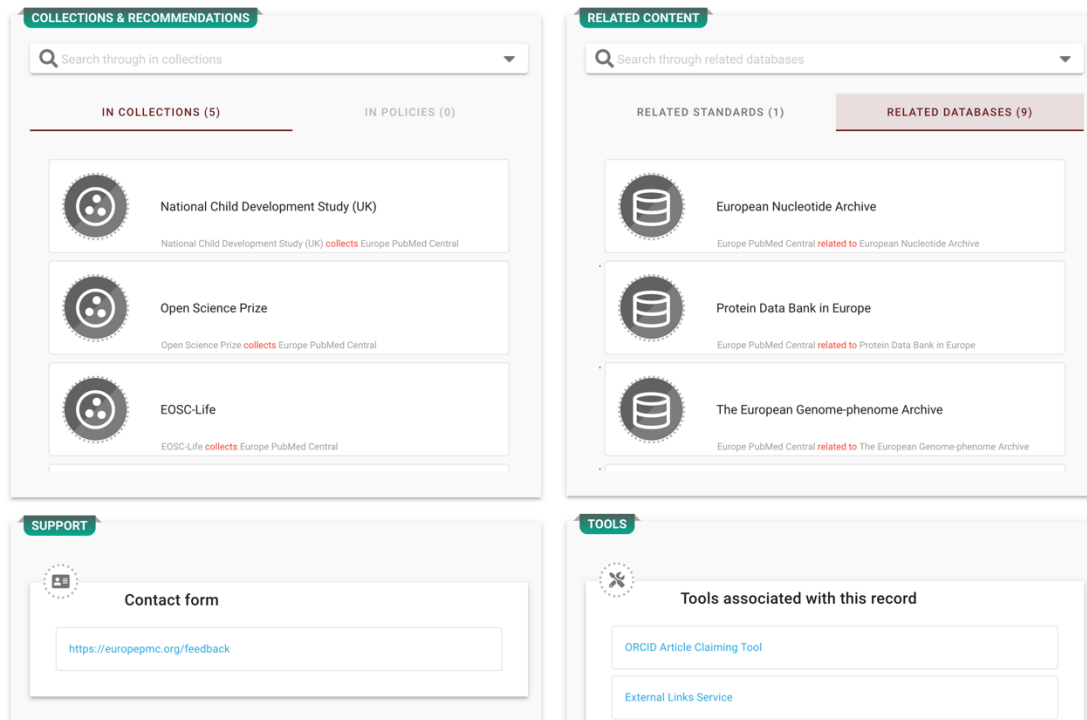 COLLECTIONS & RECOMMENDATIONS
Search through in collections
IN COLLECTIONS (5)
IN POLICIES (0)
National Child Development Study (UK)
National Child Development Study (UK) collects Europe PubMed Central
Open Science Prize
Open Science Prize collects Europe PubMed Central
EOSC-Life
EOSC-Life collects Europe PubMed Central
RELATED CONTENT
Search through related databases
RELATED STANDARDS (1)
RELATED DATABASES (9)
European Nucleotide Archive
Europe PubMed Central related to European Nucleotide Archive
Protein Data Bank in Europe
Europe PubMed Central related to Protein Data Bank in Europe
The European Genome-phenome Archive
Europe PubMed Central related to The European Genome-phenome Archive
SUPPORT
Contact form
https://europepmc.org/feedback
TOOLS
Tools associated with this record
ORCID Article Claiming Tool
External Links Service